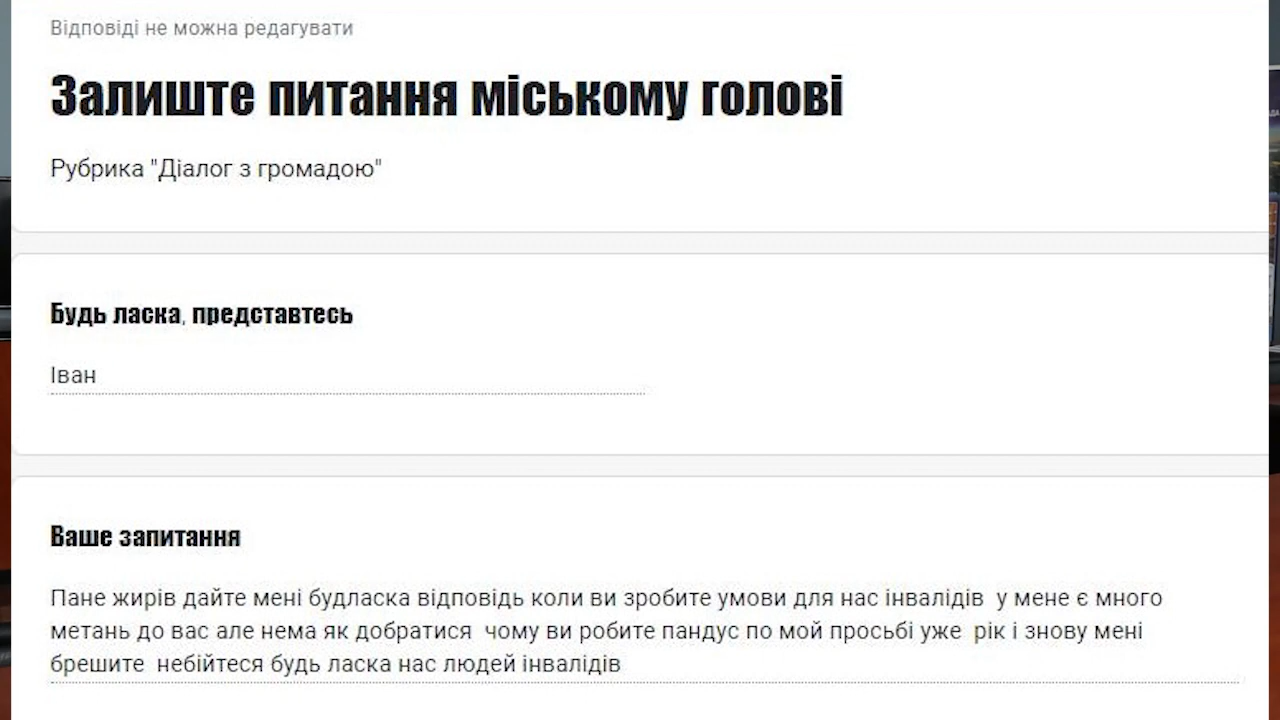 Відповіді не можна редагувати
Залиште питання міському голові
Рубрика "Діалог з громадою"
Будь ласка, представтесь
Іван
Ваше запитання
Пане жирів дайте мені будласка відповідь коли ви зробите умови для нас інвалідів у мене є много
метань до вас але нема як добратися чому ви робите пандус по мой просьбі уже рік і знову мені
брешите небійтеся будь ласка нас людей інвалідів